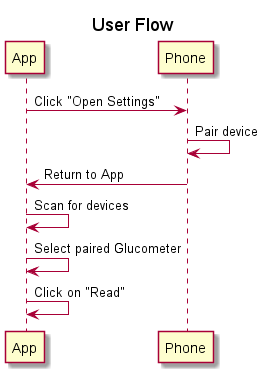 User Flow
App
Phone
Click "Open Settings"
Pair device
Return to App
Scan for devices
Select paired Glucometer
Click on "Read"
App
Phone